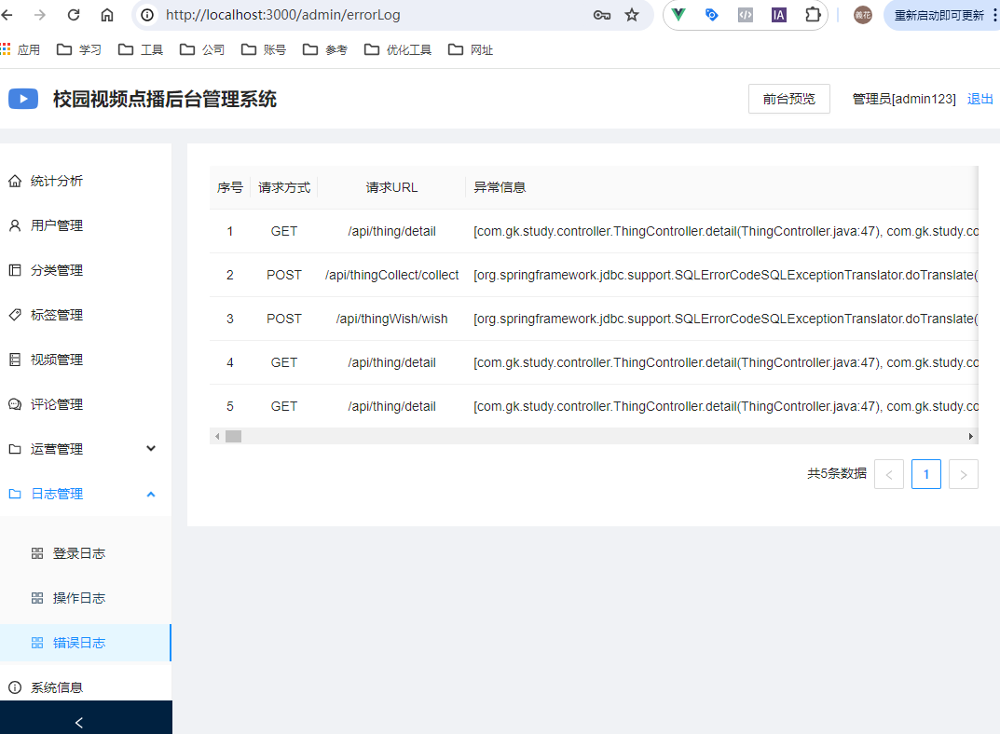 http://localhost:3000/admin/errorLog
IA
義花
重新启动即可更新
应用 学习 工具 公司 账号 参考 优化工具 网址
校园视频点播后台管理系统
前台预览 管理员[admin123] 退出
统计分析
用户管理
分类管理
标签管理
视频管理
评论管理
运营管理
日志管理
登录日志
操作日志
错误日志
系统信息
序号 请求方式 请求URL 异常信息
1 GET /api/thing/detail [com.gk.study.controller.ThingController.detail(ThingController.java:47), com.gk.study.co
2 POST /api/thingCollect/collect [org.springframework.jdbc.support.SQLErrorCodeSQLExceptionTranslator.doTranslate(
3 POST /api/thingWish/wish [org.springframework.jdbc.support.SQLErrorCodeSQLExceptionTranslator.doTranslate(
4 GET /api/thing/detail [com.gk.study.controller.ThingController.detail(ThingController.java:47), com.gk.study.co
5 GET /api/thing/detail [com.gk.study.controller.ThingController.detail(ThingController.java:47), com.gk.study.co
共5条数据 < 1 >